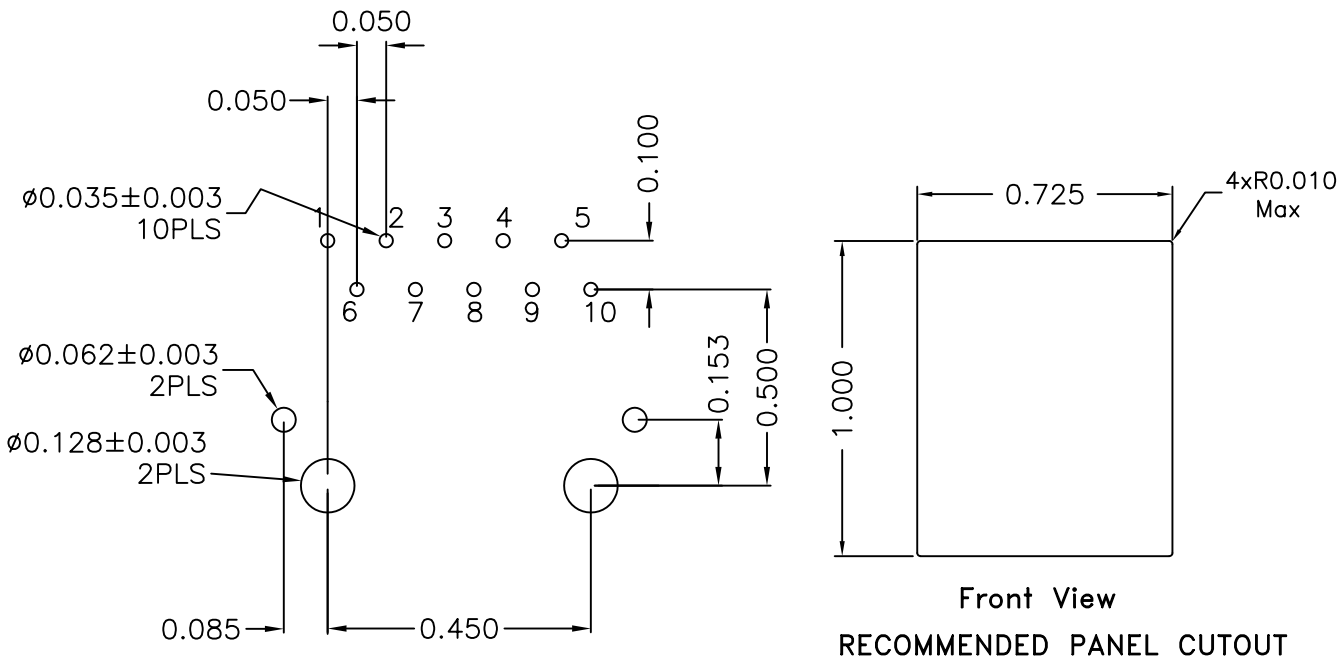 0.050
0.050
0.100
ø0.035±0.003
10PLS
1
2
3
4
5
6
7
8
9
10
ø0.062±0.003
2PLS
0.153
0.500
ø0.128±0.003
2PLS
0.085
0.450
0.725
4xR0.010
Max
1.000
Front View
RECOMMENDED PANEL CUTOUT